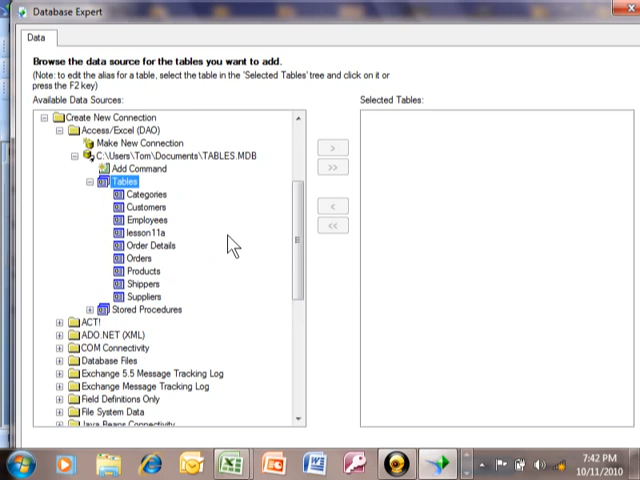 Database Expert
Data
Browse the data source for the tables you want to add.
(Note: to edit the alias for a table, select the table in the 'Selected Tables' tree and click on it or
press the F2 key)
Available Data Sources:
Selected Tables:
Create New Connection
Access/Excel (DAO)
Make New Connection
C:\Users\Tom\Documents\TABLES.MDB
Add Command
Tables
Categories
Customers
Employees
lesson11a
Order Details
Orders
Products
Shippers
Suppliers
Stored Procedures
ACT!
ADO.NET (XML)
COM Connectivity
Database Files
Exchange 5.5 Message Tracking Log
Exchange Message Tracking Log
Field Definitions Only
File System Data
Java Beans Connectivity
>
>>
<
<<
7:42 PM
10/11/2010